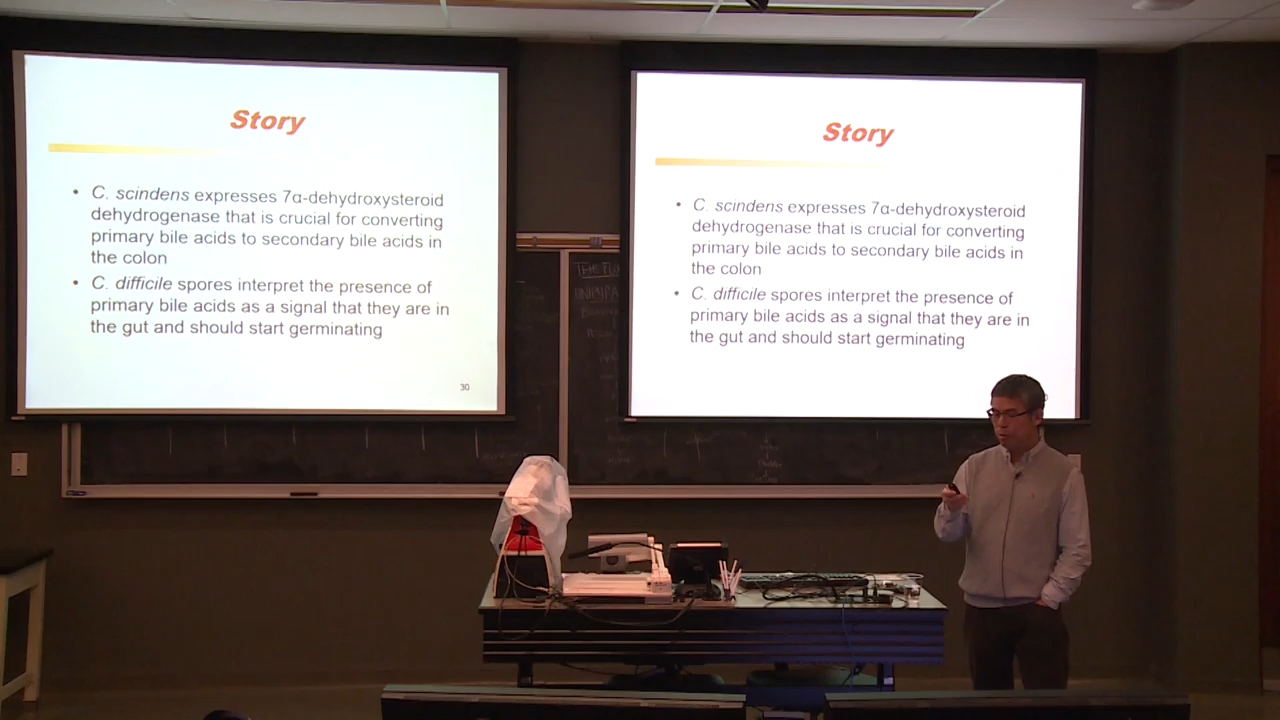 Story
• C. scindens expresses 7α-dehydroxysteroid
dehydrogenase that is crucial for converting
primary bile acids to secondary bile acids in
the colon
• C. difficile spores interpret the presence of
primary bile acids as a signal that they are in
the gut and should start germinating
30
Story
• C. scindens expresses 7α-dehydroxysteroid
dehydrogenase that is crucial for converting
primary bile acids to secondary bile acids in
the colon
• C. difficile spores interpret the presence of
primary bile acids as a signal that they are in
the gut and should start germinating